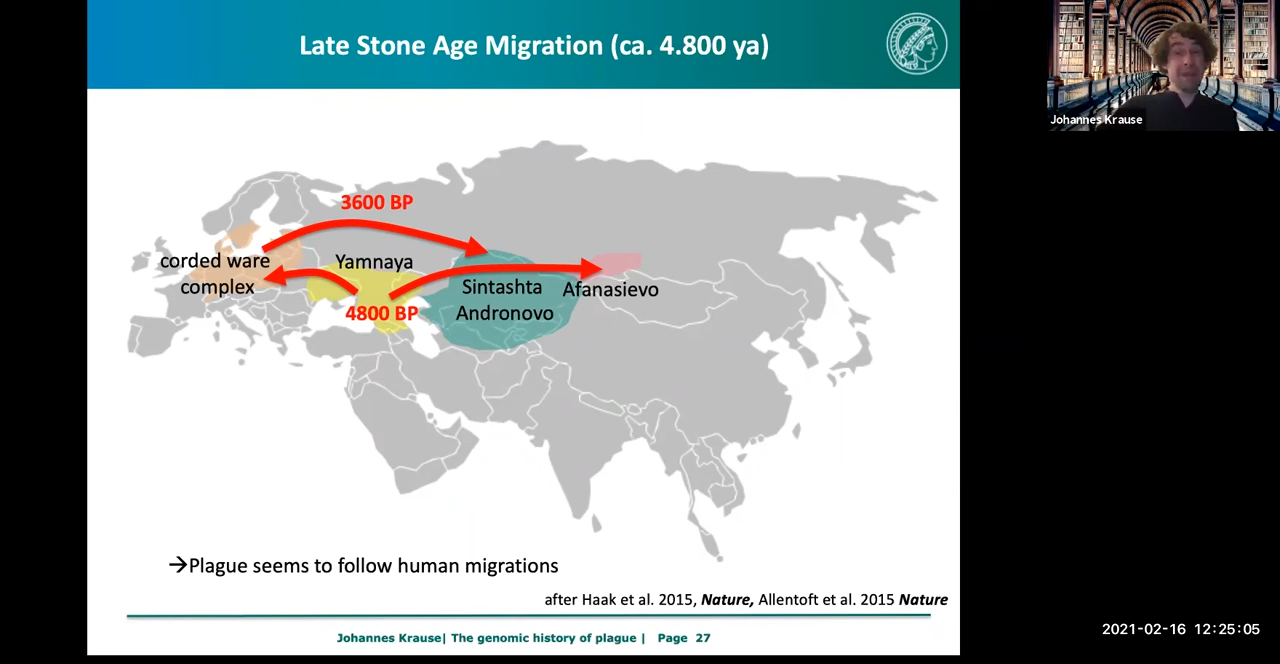 Late Stone Age Migration (ca. 4.800 ya)
Johannes Krause
3600 BP
corded ware
complex
Yamnaya
4800 BP
Sintashta
Andronovo
Afanasievo
→Plague seems to follow human migrations
after Haak et al. 2015, Nature, Allentoft et al. 2015 Nature
Johannes Krause| The genomic history of plague | Page 27
2021-02-16 12:25:05